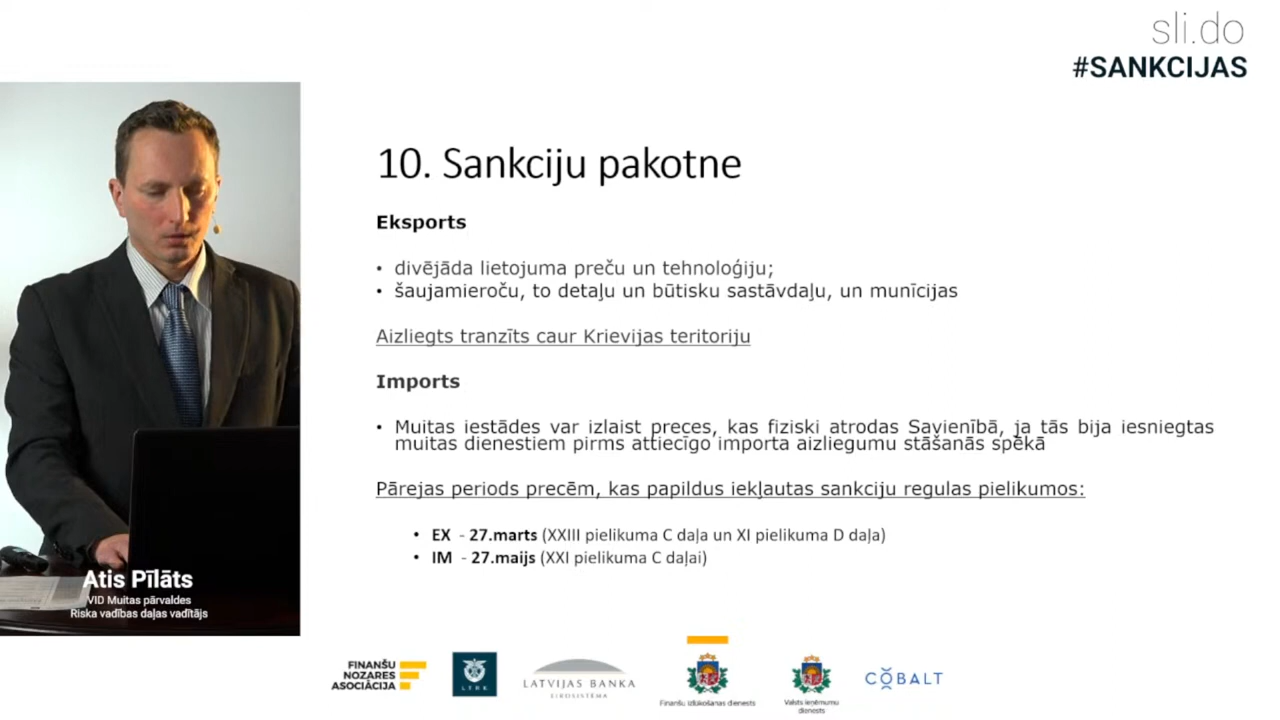 sli.do
#SANKCIJAS
10. Sankciju pakotne
Eksports
• divējāda lietojuma preču un tehnoloģiju;
• šaujamieroču, to detaļu un būtisku sastāvdaļu, un munīcijas
Aizliegts tranzīts caur Krievijas teritoriju
Imports
• Muitas iestādes var izlaist preces, kas fiziski atrodas Savienībā, ja tās bija iesniegtas
muitas dienestiem pirms attiecīgo importa aizliegumu stāšanās spēkā
Pārejas periods precēm, kas papildus iekļautas sankciju regulas pielikumos:
• EX - 27.marts (XXIII pielikuma C daļa un XI pielikuma D daļa)
• IM - 27.maijs (XXI pielikuma C daļai)
Atis Pīlāts
VID Muitas pārvaldes
Riska vadības daļas vadītājs
FINANŠU
NOZARES
ASOCIĀCIJA
L.T.R.K.
LATVIJAS BANKA
EIROSISTĒMA
Finanšu izlūkošanas dienests
Valsts ieņēmumu
dienests
COBALT